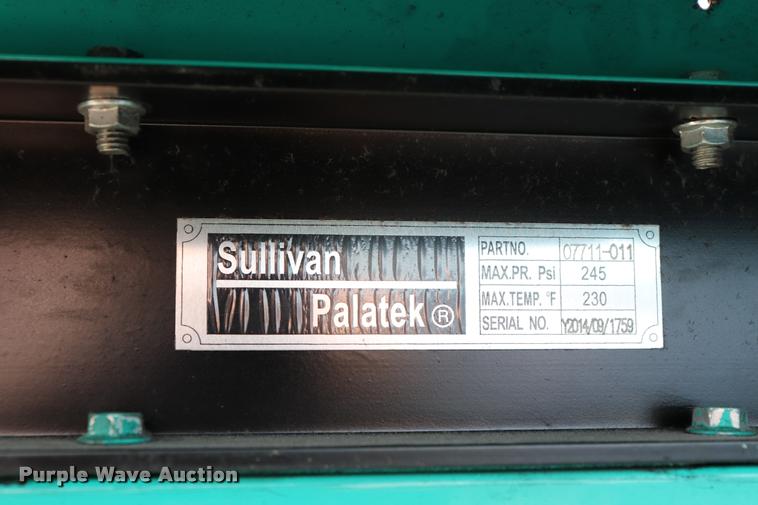 Sullivan
Palatek ®
PARTNO. 07711-011
MAX.PR. Psi 245
MAX.TEMP. °F 230
SERIAL NO. Y2014/09/1759
Purple Wave Auction